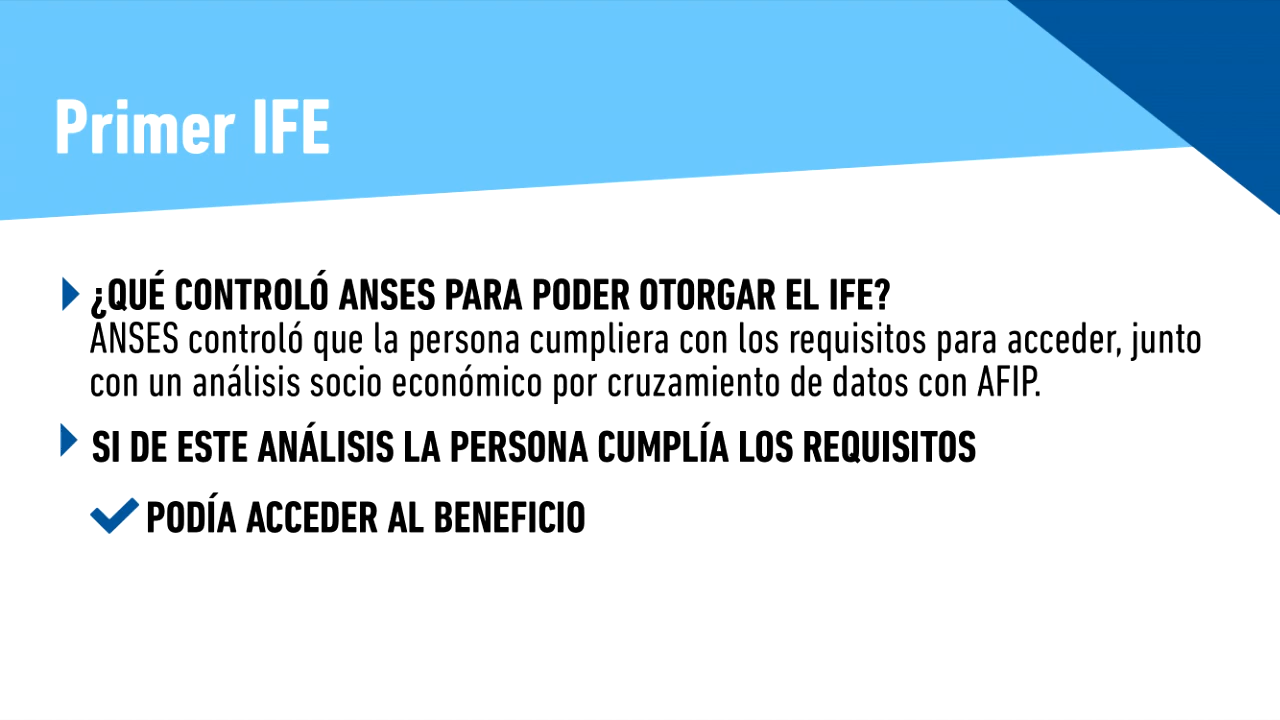 Primer IFE
¿QUÉ CONTROLÓ ANSES PARA PODER OTORGAR EL IFE?
ANSES controló que la persona cumpliera con los requisitos para acceder, junto
con un análisis socio económico por cruzamiento de datos con AFIP.
SI DE ESTE ANÁLISIS LA PERSONA CUMPLÍA LOS REQUISITOS
PODÍA ACCEDER AL BENEFICIO